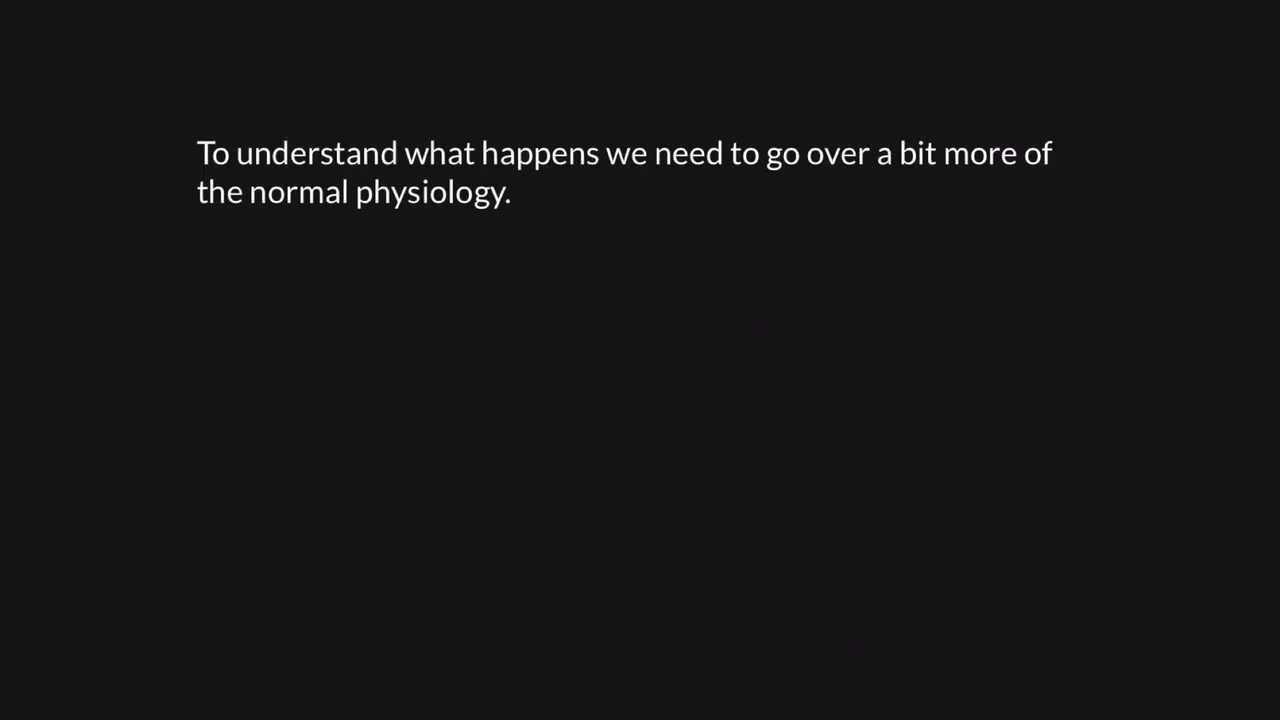 To understand what happens we need to go over a bit more of
the normal physiology.